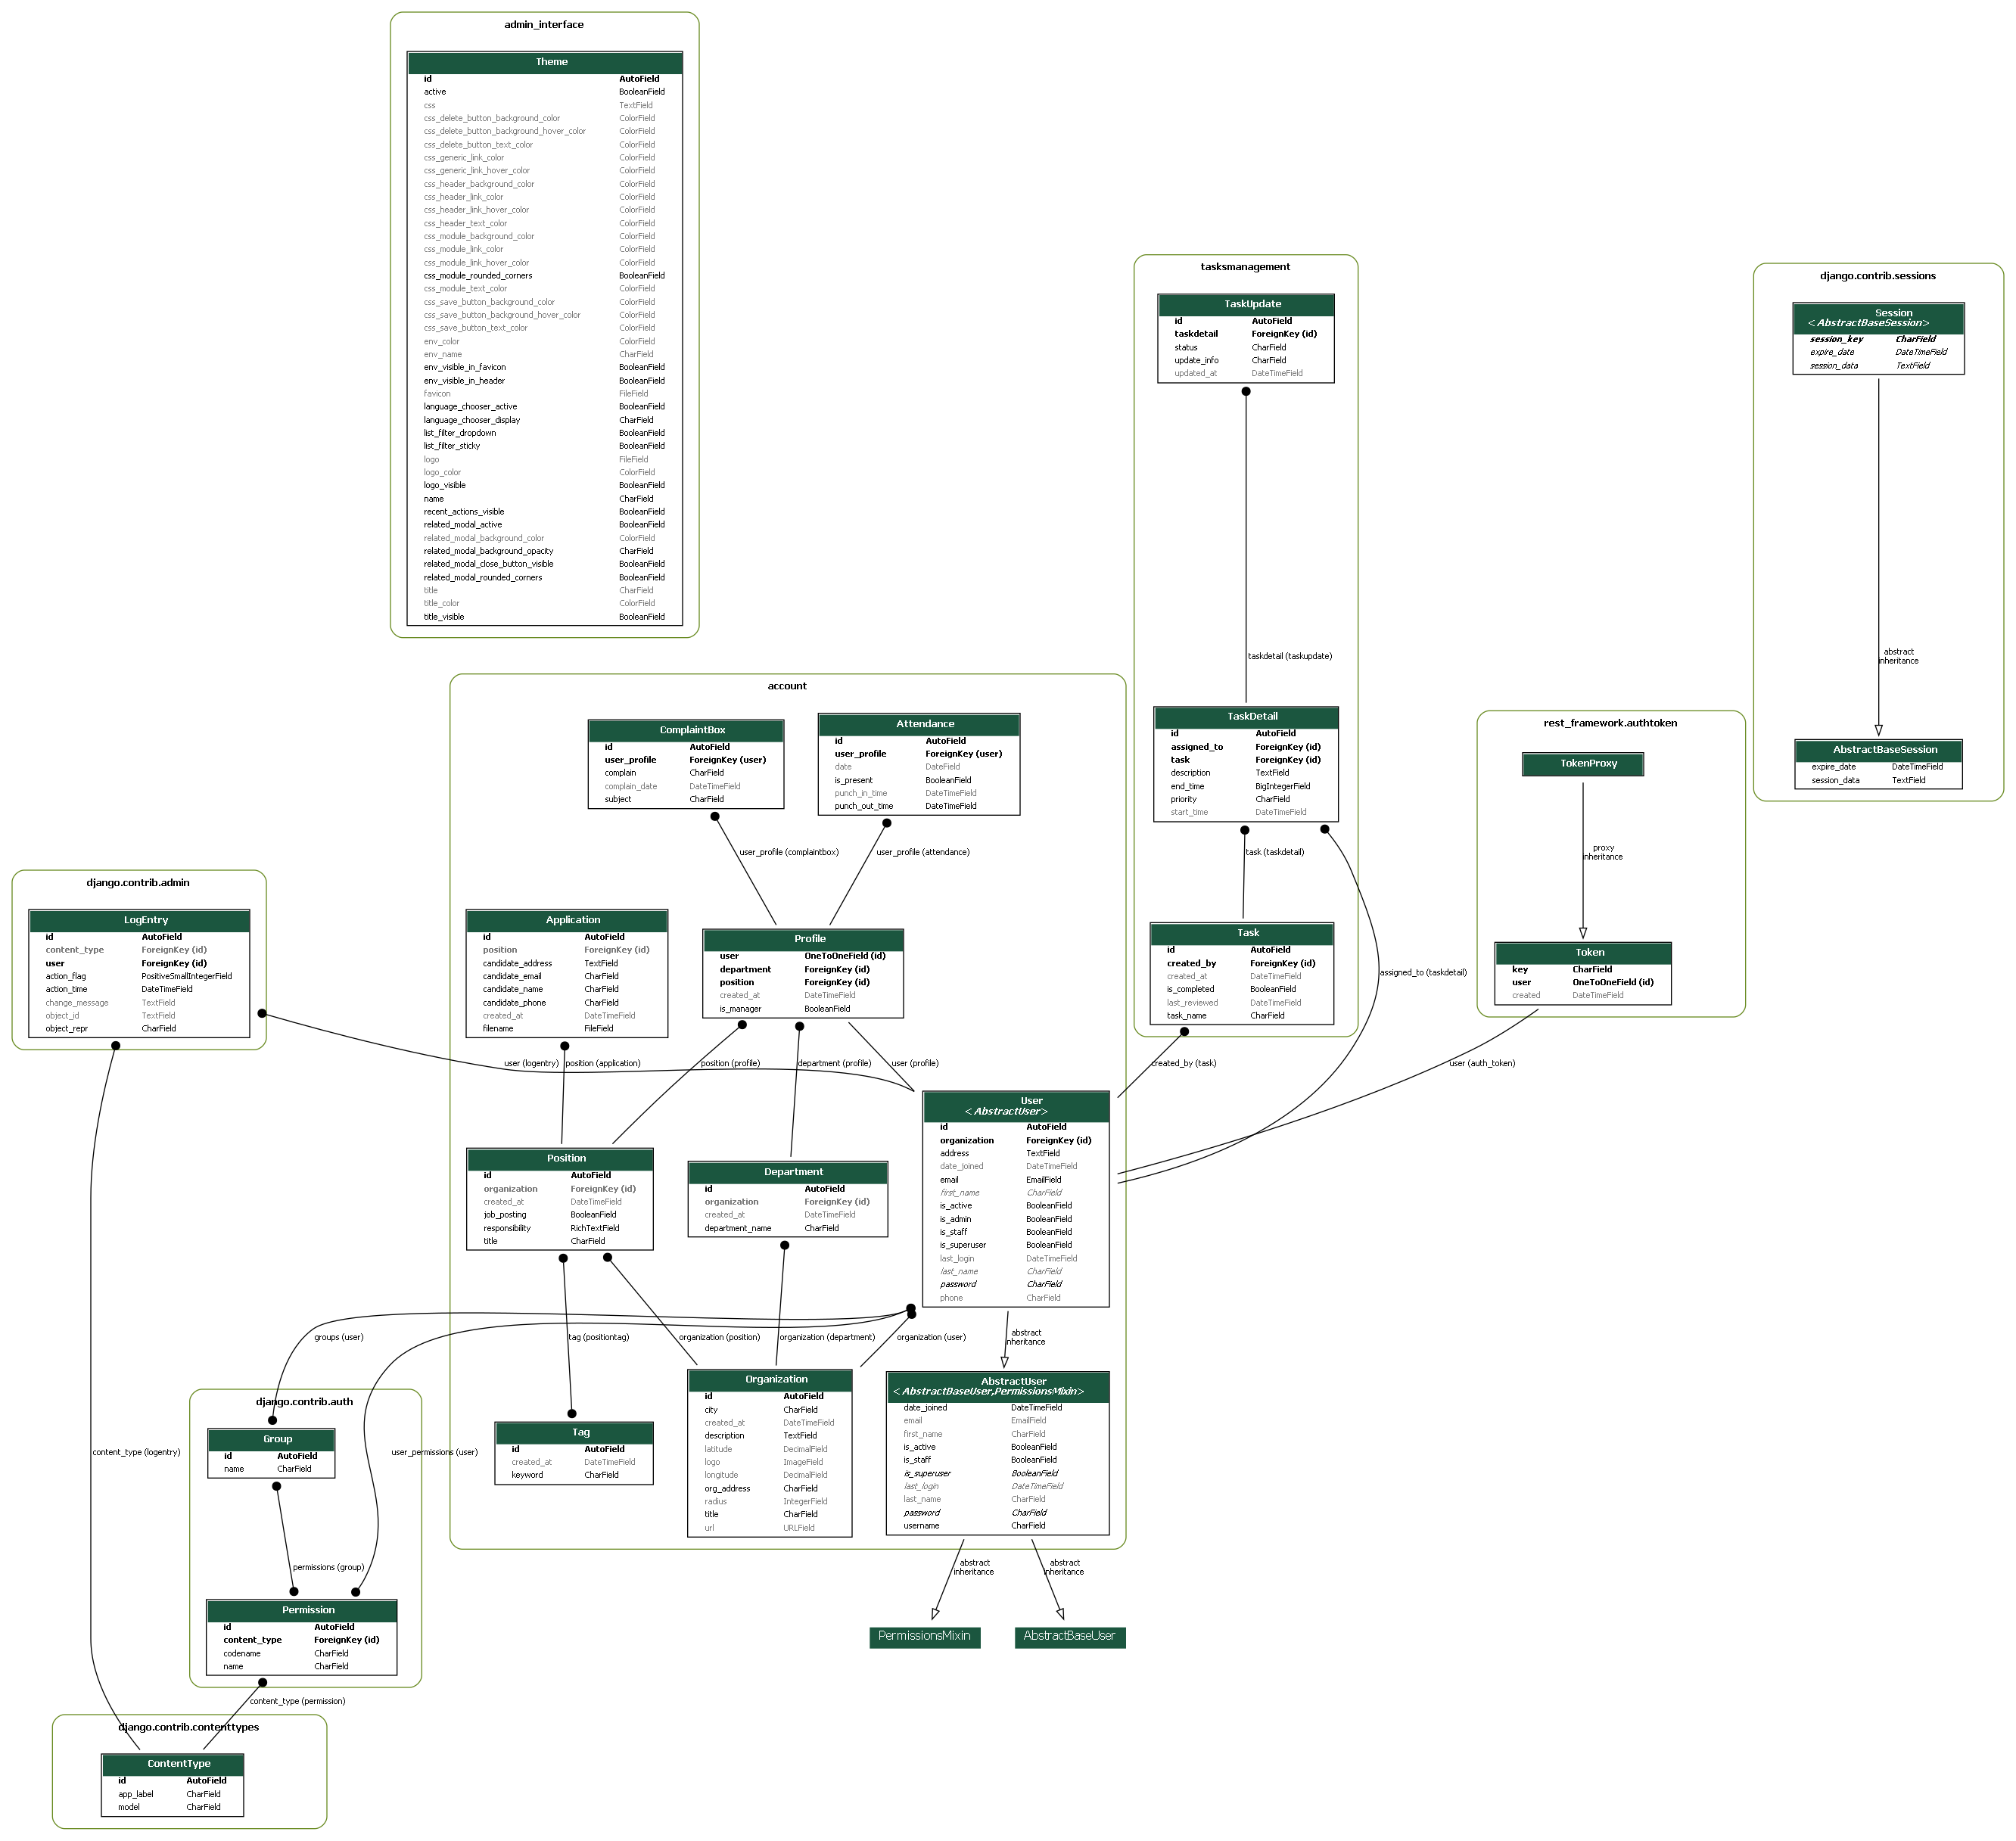 admin_interface
Theme
id AutoField
active BooleanField
css TextField
css_delete_button_background_color ColorField
css_delete_button_background_hover_color ColorField
css_delete_button_text_color ColorField
css_generic_link_color ColorField
css_generic_link_hover_color ColorField
css_header_background_color ColorField
css_header_link_color ColorField
css_header_link_hover_color ColorField
css_header_text_color ColorField
css_module_background_color ColorField
css_module_link_color ColorField
css_module_link_hover_color ColorField
css_module_rounded_corners BooleanField
css_module_text_color ColorField
css_save_button_background_color ColorField
css_save_button_background_hover_color ColorField
css_save_button_text_color ColorField
env_color ColorField
env_name CharField
env_visible_in_favicon BooleanField
env_visible_in_header BooleanField
favicon FileField
language_chooser_active BooleanField
language_chooser_display CharField
list_filter_dropdown BooleanField
list_filter_sticky BooleanField
logo FileField
logo_color ColorField
logo_visible BooleanField
name CharField
recent_actions_visible BooleanField
related_modal_active BooleanField
related_modal_background_color ColorField
related_modal_background_opacity CharField
related_modal_close_button_visible BooleanField
related_modal_rounded_corners BooleanField
title CharField
title_color ColorField
title_visible BooleanField
tasksmanagement
TaskUpdate
id AutoField
taskdetail ForeignKey (id)
status CharField
update_info CharField
updated_at DateTimeField
taskdetail (taskupdate)
TaskDetail
id AutoField
assigned_to ForeignKey (id)
task ForeignKey (id)
description TextField
end_time BigIntegerField
priority CharField
start_time DateTimeField
task (taskdetail)
assigned_to (taskdetail)
Task
id AutoField
created_by ForeignKey (id)
created_at DateTimeField
is_completed BooleanField
last_reviewed DateTimeField
task_name CharField
created_by (task)
django.contrib.sessions
Session
<AbstractBaseSession>
session_key CharField
expire_date DateTimeField
session_data TextField
abstract
inheritance
AbstractBaseSession
expire_date DateTimeField
session_data TextField
rest_framework.authtoken
TokenProxy
proxy
inheritance
Token
key CharField
user OneToOneField (id)
created DateTimeField
user (auth_token)
account
ComplaintBox
id AutoField
user_profile ForeignKey (user)
complain CharField
complain_date DateTimeField
subject CharField
Attendance
id AutoField
user_profile ForeignKey (user)
date DateField
is_present BooleanField
punch_in_time DateTimeField
punch_out_time DateTimeField
user_profile (complaintbox)
user_profile (attendance)
Application
id AutoField
position ForeignKey (id)
candidate_address TextField
candidate_email CharField
candidate_name CharField
candidate_phone CharField
created_at DateTimeField
filename FileField
Profile
user OneToOneField (id)
department ForeignKey (id)
position ForeignKey (id)
created_at DateTimeField
is_manager BooleanField
django.contrib.admin
LogEntry
id AutoField
content_type ForeignKey (id)
user ForeignKey (id)
action_flag PositiveSmallIntegerField
action_time DateTimeField
change_message TextField
object_id TextField
object_repr CharField
user (logentry)
position (application)
position (profile)
department (profile)
user (profile)
User
<AbstractUser>
id AutoField
organization ForeignKey (id)
address TextField
date_joined DateTimeField
email EmailField
first_name CharField
is_active BooleanField
is_admin BooleanField
is_staff BooleanField
is_superuser BooleanField
last_login DateTimeField
last_name CharField
password CharField
phone CharField
Position
id AutoField
organization ForeignKey (id)
created_at DateTimeField
job_posting BooleanField
responsibility RichTextField
title CharField
Department
id AutoField
organization ForeignKey (id)
created_at DateTimeField
department_name CharField
groups (user)
tag (positiontag)
organization (position)
organization (department)
organization (user)
abstract
inheritance
Tag
id AutoField
created_at DateTimeField
keyword CharField
Organization
id AutoField
city CharField
created_at DateTimeField
description TextField
latitude DecimalField
logo ImageField
longitude DecimalField
org_address CharField
radius IntegerField
title CharField
url URLField
AbstractUser
<AbstractBaseUser,PermissionsMixin>
date_joined DateTimeField
email EmailField
first_name CharField
is_active BooleanField
is_staff BooleanField
is_superuser BooleanField
last_login DateTimeField
last_name CharField
password CharField
username CharField
abstract
inheritance
abstract
inheritance
PermissionsMixin
AbstractBaseUser
django.contrib.auth
Group
id AutoField
name CharField
content_type (logentry)
user_permissions (user)
permissions (group)
Permission
id AutoField
content_type ForeignKey (id)
codename CharField
name CharField
content_type (permission)
django.contrib.contenttypes
ContentType
id AutoField
app_label CharField
model CharField